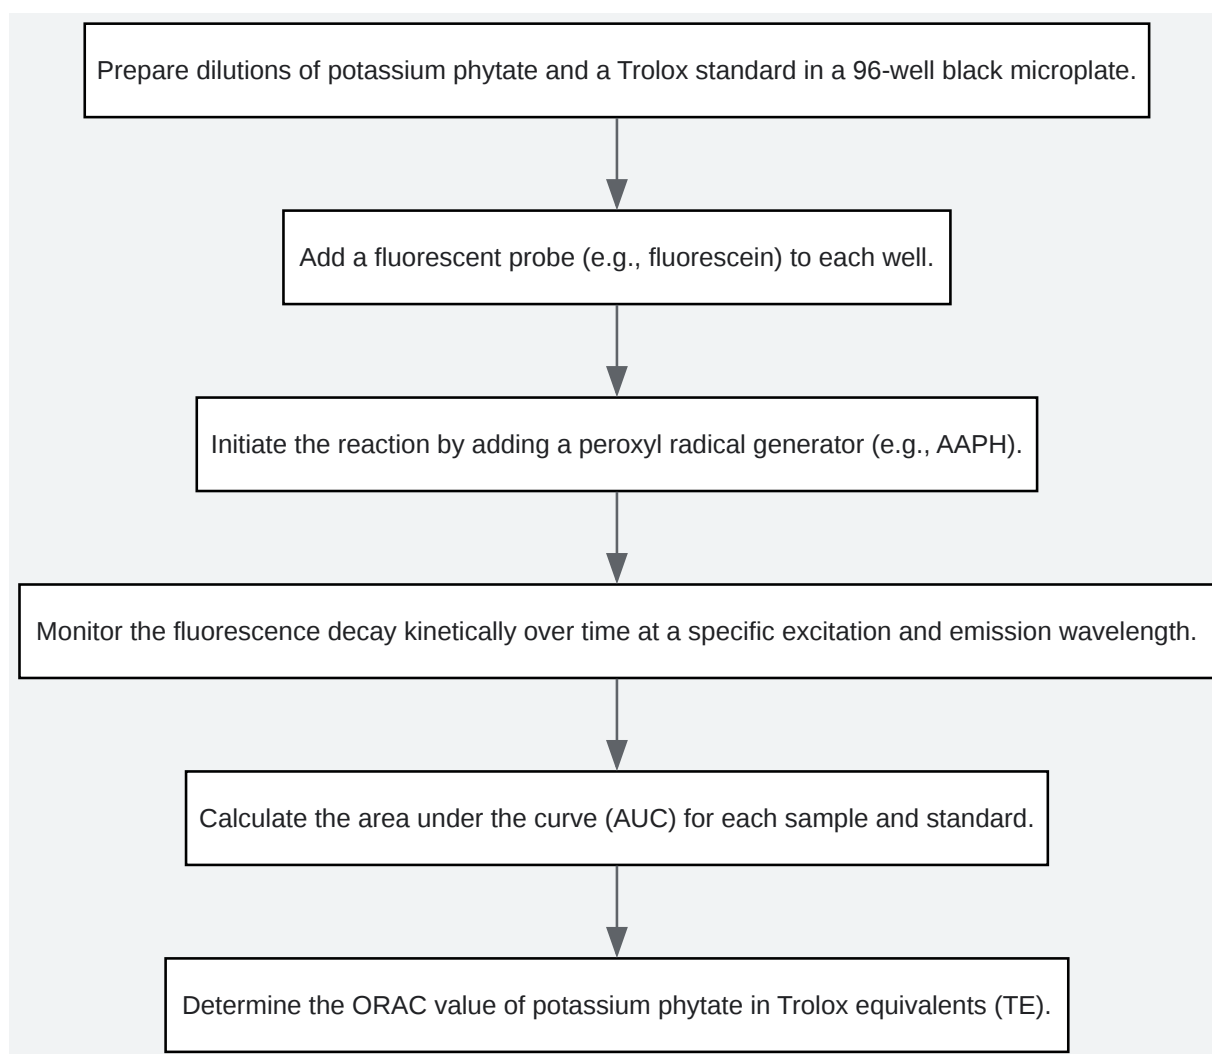 Prepare dilutions of potassium phytate and a Trolox standard in a 96-well black microplate.
Add a fluorescent probe (e.g., fluorescein) to each well.
Initiate the reaction by adding a peroxyl radical generator (e.g., AAPH).
Monitor the fluorescence decay kinetically over time at a specific excitation and emission wavelength.
Calculate the area under the curve (AUC) for each sample and standard.
Determine the ORAC value of potassium phytate in Trolox equivalents (TE).